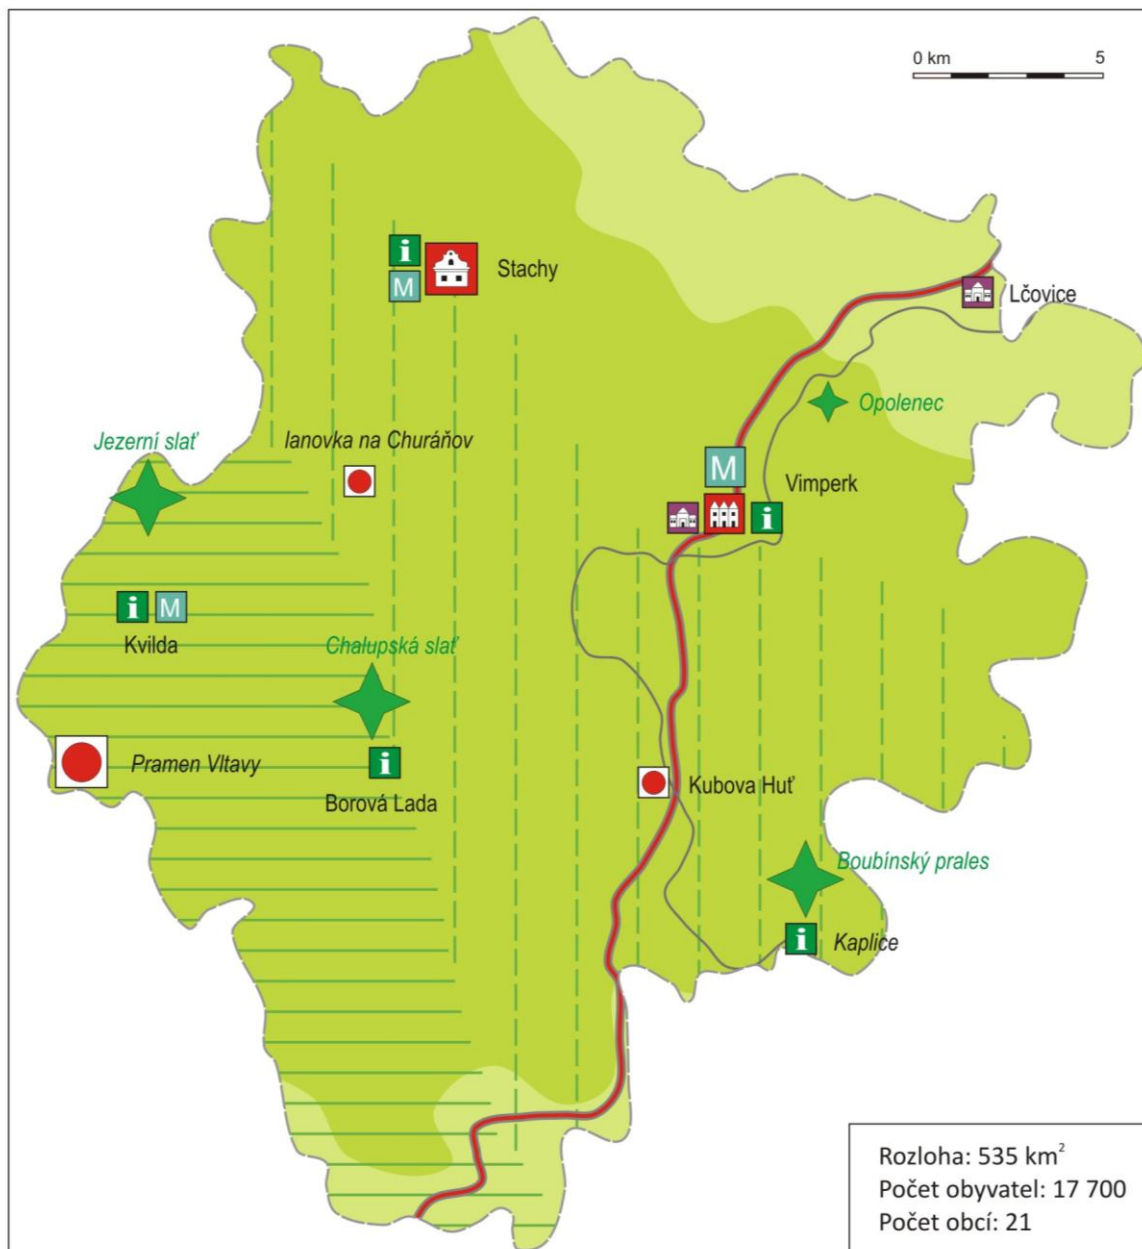 0 km 5
i
M
Stachy
Lčovice
Opolenec
Jezerní slať
lanovka na Churáňov
M
Vimperk
i
i M
Kvilda
Chalupská slať
Pramen Vltavy
i
Borová Lada
Kubova Huť
Boubínský prales
i
Kaplice
Rozloha: 535 km²
Počet obyvatel: 17 700
Počet obcí: 21